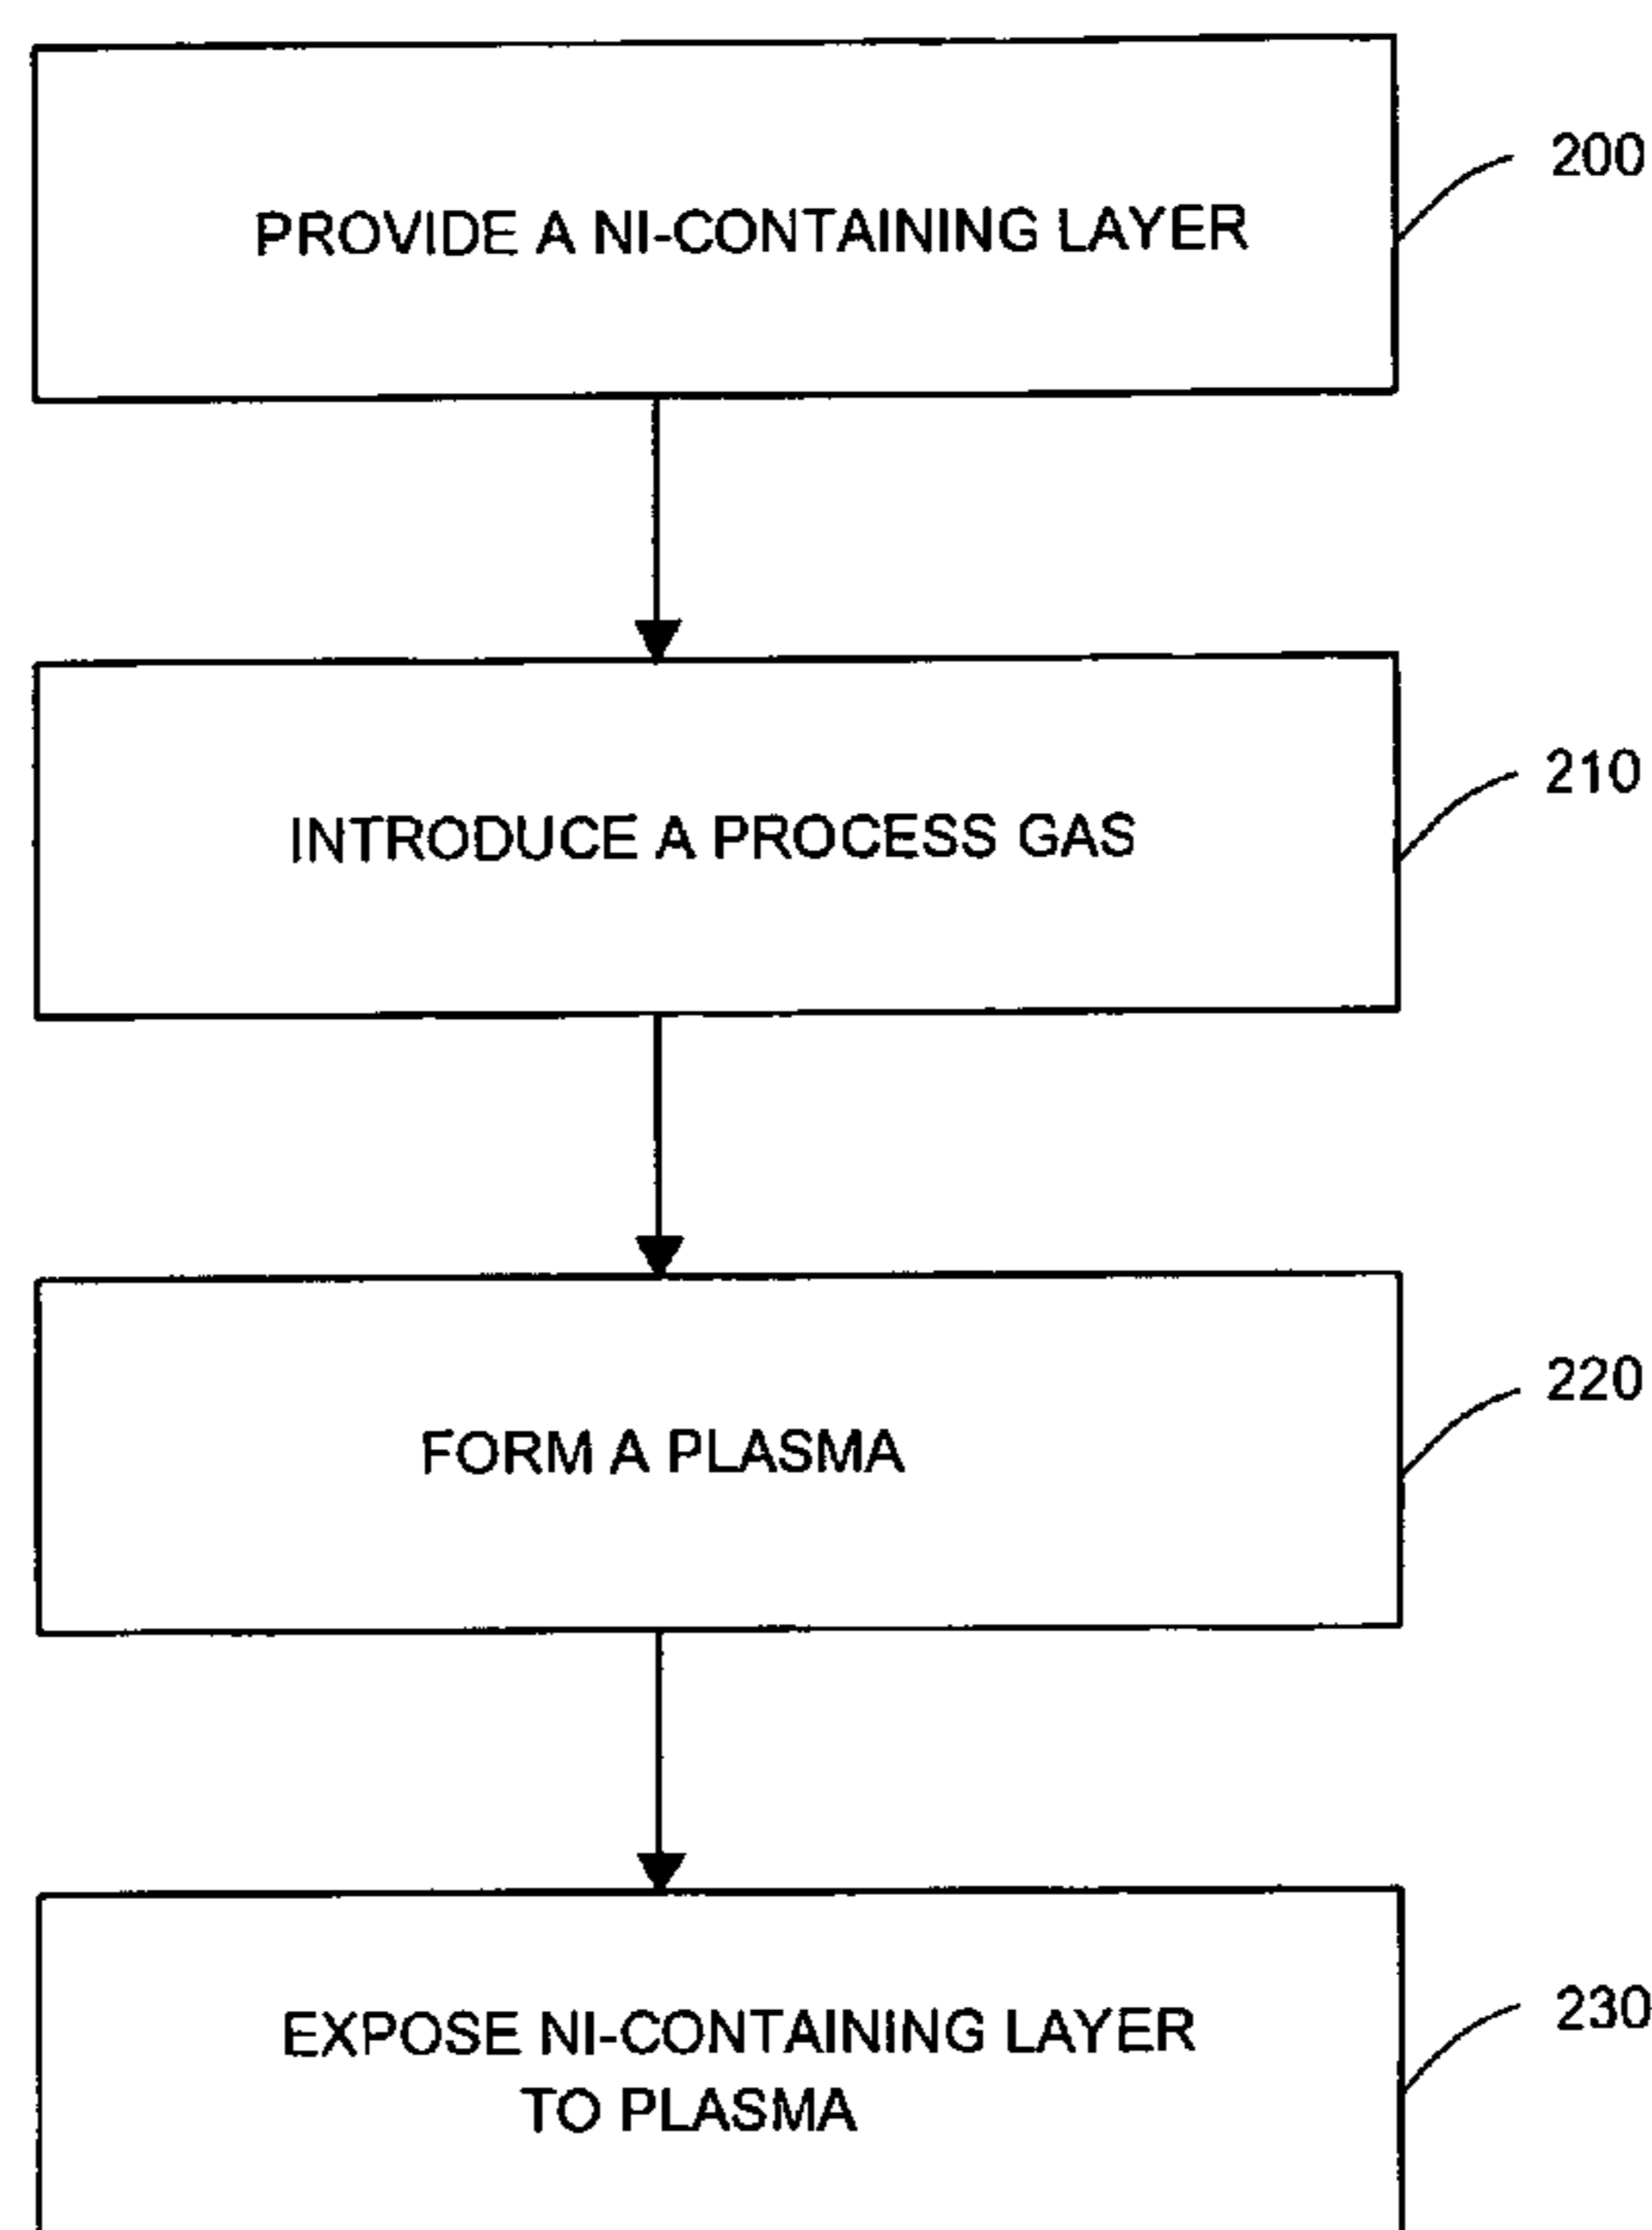 PROVIDE A NI-CONTAINING LAYER
200
INTRODUCE A PROCESS GAS
210
FORM A PLASMA
220
EXPOSE NI-CONTAINING LAYER
TO PLASMA
230